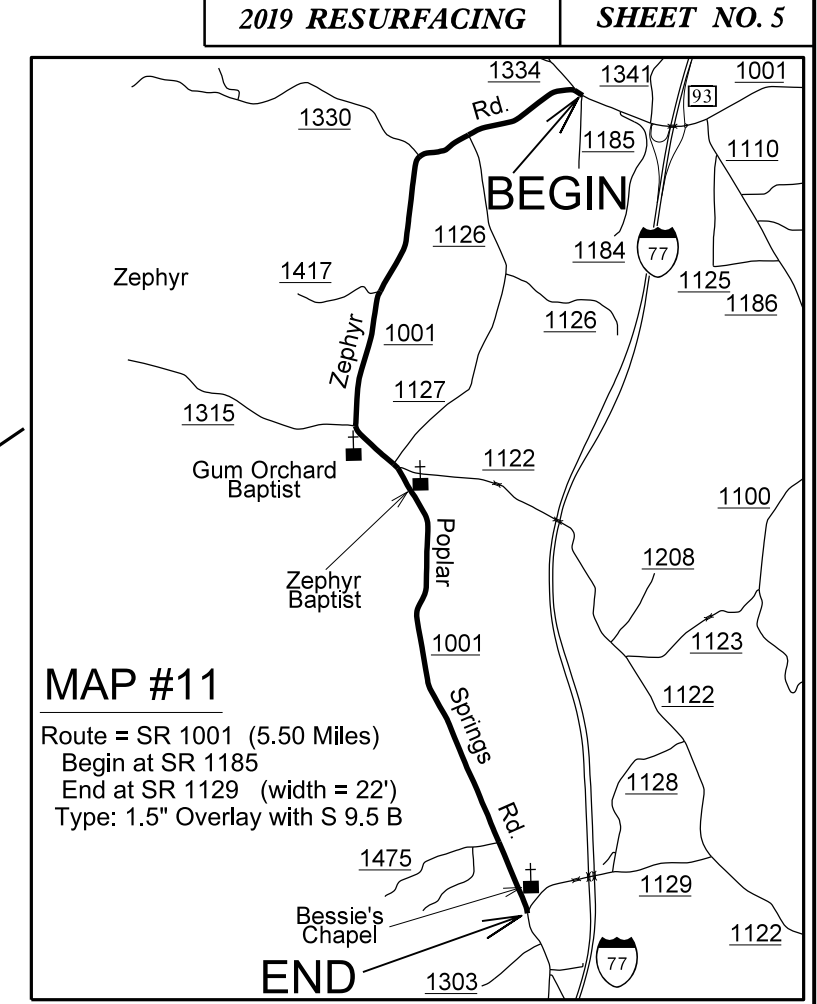 2019 RESURFACING
SHEET NO. 5
1334
1341
1001
93
1330
Rd.
1185
1110
BEGIN
1126
1184
77
1417
Zephyr
1125
1186
1126
Zephyr
1001
1127
1315
Gum Orchard
Baptist
1122
1100
Poplar
Zephyr
Baptist
1208
1123
1001
MAP #11
1122
Springs
Route = SR 1001 (5.50 Miles)
Begin at SR 1185
End at SR 1129 (width = 22')
Type: 1.5" Overlay with S 9.5 B
1128
Rd.
1475
1129
Bessie's
Chapel
1122
END
77
1303